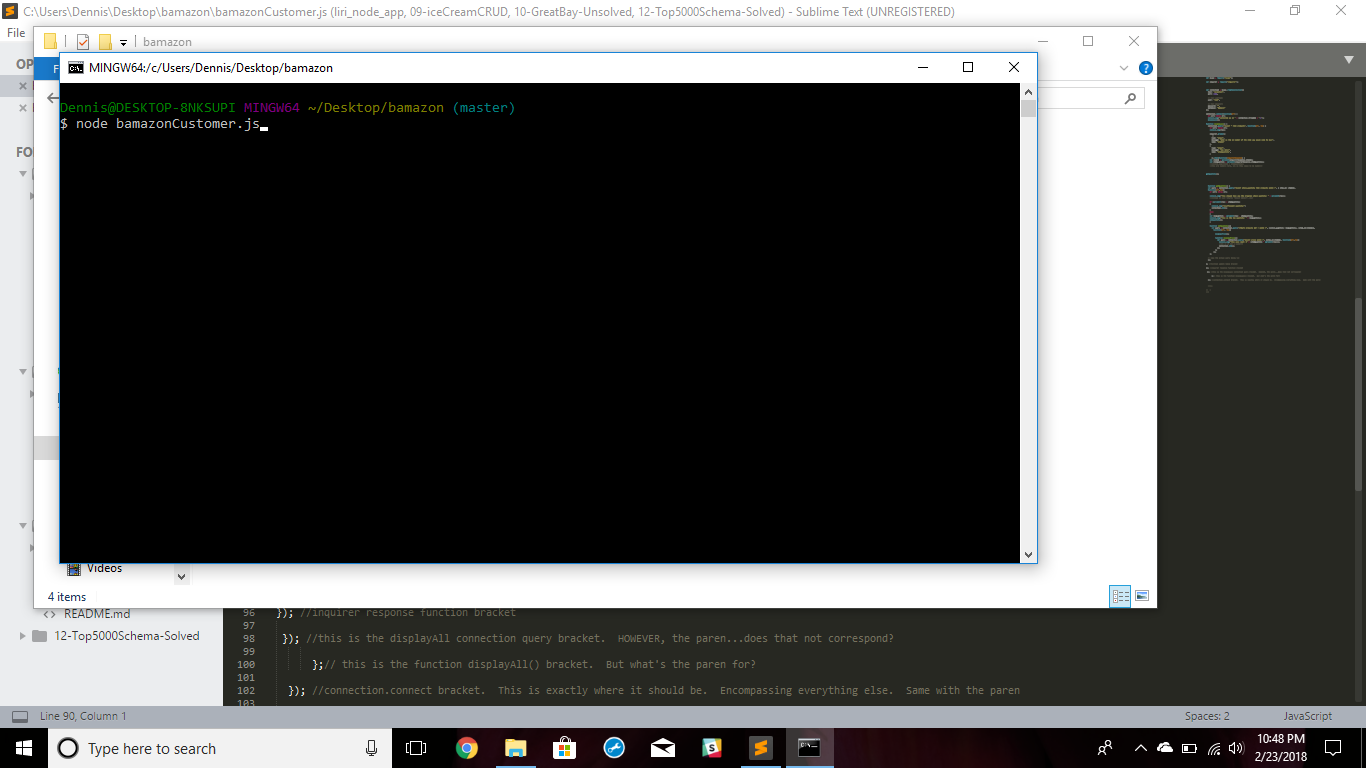 C:\Users\Dennis\Desktop\bamazon\bamazonCustomer.js (liri_node_app, 09-iceCreamCRUD, 10-GreatBay-Unsolved, 12-Top5000Schema-Solved) - Sublime Text (UNREGISTERED)
File
bamazon
OP
F
MINGW64:/c/Users/Dennis/Desktop/bamazon
Dennis@DESKTOP-8NKSUPI MINGW64 ~/Desktop/bamazon (master)
$ node bamazonCustomer.js
FO
Videos
4 items
README.md
12-Top5000Schema-Solved
96 }); //inquirer response function bracket
97
98 }); //this is the displayAll connection query bracket.  HOWEVER, the paren...does that not correspond?
99
100 };// this is the function displayAll() bracket.  But what's the paren for?
101
102 }); //connection.connect bracket.  This is exactly where it should be.  Encompassing everything else.  Same with the paren
103
Line 90, Column 1
Spaces: 2
JavaScript
Type here to search
10:48 PM
2/23/2018